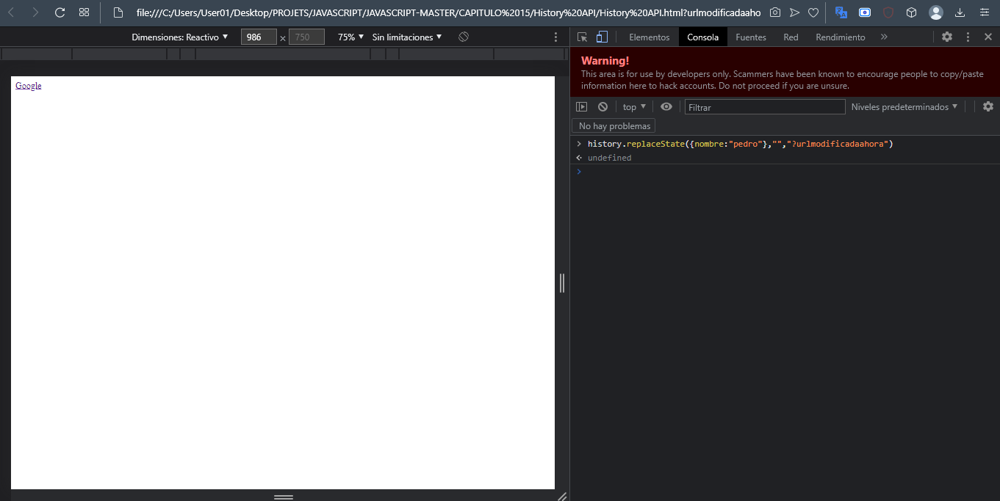 file:///C:/Users/User01/Desktop/PROJETS/JAVASCRIPT/JAVASCRIPT-MASTER/CAPITULO%2015/History%20API/History%20API.html?urlmodificadaaho
Dimensiones: Reactivo ▼ 986 × 750 75% ▼ Sin limitaciones ▼
Elementos Consola Fuentes Red Rendimiento »
Google
Warning!
This area is for use by developers only. Scammers have been known to encourage people to copy/paste
information here to hack accounts. Do not proceed if you are unsure.
top ▼ Filtrar Niveles predeterminados ▼
No hay problemas
> history.replaceState({nombre:"pedro"},"","?urlmodificadaahora")
undefined
>